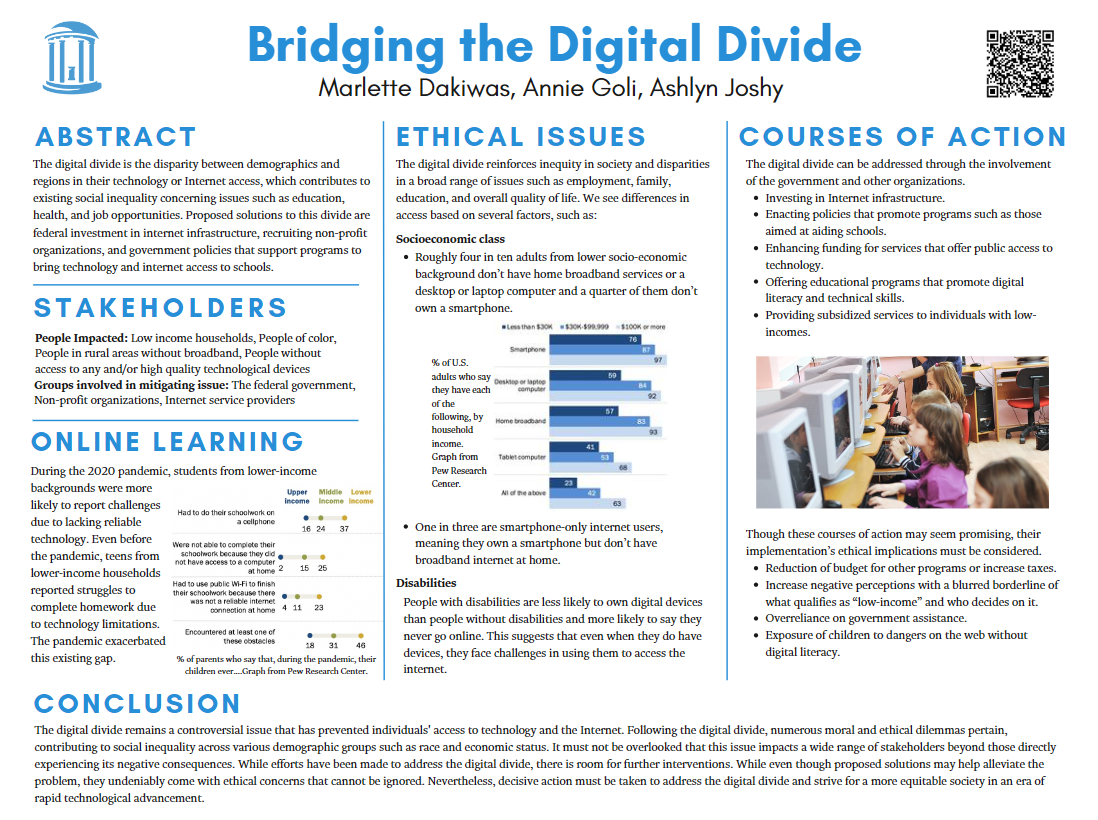 Bridging the Digital Divide
Marlette Dakiwas, Annie Goli, Ashlyn Joshy
ABSTRACT
The digital divide is the disparity between demographics and
regions in their technology or Internet access, which contributes to
existing social inequality concerning issues such as education,
health, and job opportunities. Proposed solutions to this divide are
federal investment in internet infrastructure, recruiting non-profit
organizations, and government policies that support programs to
bring technology and internet access to schools.
STAKEHOLDERS
People Impacted: Low income households, People of color,
People in rural areas without broadband, People without
access to any and/or high quality technological devices
Groups involved in mitigating issue: The federal government,
Non-profit organizations, Internet service providers
ONLINE LEARNING
During the 2020 pandemic, students from lower-income
backgrounds were more
likely to report challenges
due to lacking reliable
technology. Even before
the pandemic, teens from
lower-income households
reported struggles to
complete homework due
to technology limitations.
The pandemic exacerbated
this existing gap.
Upper Middle Lower
income income income
Had to do their schoolwork on
a cellphone
16 24 37
Were not able to complete their
schoolwork because they did
not have access to a computer
at home
2 15 25
Had to use public Wi-Fi to finish
their schoolwork because there
was not a reliable internet
connection at home
4 11 23
Encountered at least one of
these obstacles
18 31 46
% of parents who say that, during the pandemic, their
children ever....Graph from Pew Research Center.
ETHICAL ISSUES
The digital divide reinforces inequity in society and disparities
in a broad range of issues such as employment, family,
education, and overall quality of life. We see differences in
access based on several factors, such as:
Socioeconomic class
• Roughly four in ten adults from lower socio-economic
background don't have home broadband services or a
desktop or laptop computer and a quarter of them don't
own a smartphone.
% of U.S.
adults who say
they have each
of the
following, by
household
income.
Graph from
Pew Research
Center.
Less than $30K $30K-$99,999 $100K or more
Smartphone
76
87
97
Desktop or laptop
computer
59
84
92
Home broadband
57
83
93
Tablet computer
41
53
68
All of the above
23
42
63
• One in three are smartphone-only internet users,
meaning they own a smartphone but don't have
broadband internet at home.
Disabilities
People with disabilities are less likely to own digital devices
than people without disabilities and more likely to say they
never go online. This suggests that even when they do have
devices, they face challenges in using them to access the
internet.
COURSES OF ACTION
The digital divide can be addressed through the involvement
of the government and other organizations.
• Investing in Internet infrastructure.
• Enacting policies that promote programs such as those
aimed at aiding schools.
• Enhancing funding for services that offer public access to
technology.
• Offering educational programs that promote digital
literacy and technical skills.
• Providing subsidized services to individuals with low-
incomes.
Though these courses of action may seem promising, their
implementation's ethical implications must be considered.
• Reduction of budget for other programs or increase taxes.
• Increase negative perceptions with a blurred borderline of
what qualifies as “low-income” and who decides on it.
• Overreliance on government assistance.
• Exposure of children to dangers on the web without
digital literacy.
CONCLUSION
The digital divide remains a controversial issue that has prevented individuals' access to technology and the Internet. Following the digital divide, numerous moral and ethical dilemmas pertain,
contributing to social inequality across various demographic groups such as race and economic status. It must not be overlooked that this issue impacts a wide range of stakeholders beyond those directly
experiencing its negative consequences. While efforts have been made to address the digital divide, there is room for further interventions. While even though proposed solutions may help alleviate the
problem, they undeniably come with ethical concerns that cannot be ignored. Nevertheless, decisive action must be taken to address the digital divide and strive for a more equitable society in an era of
rapid technological advancement.